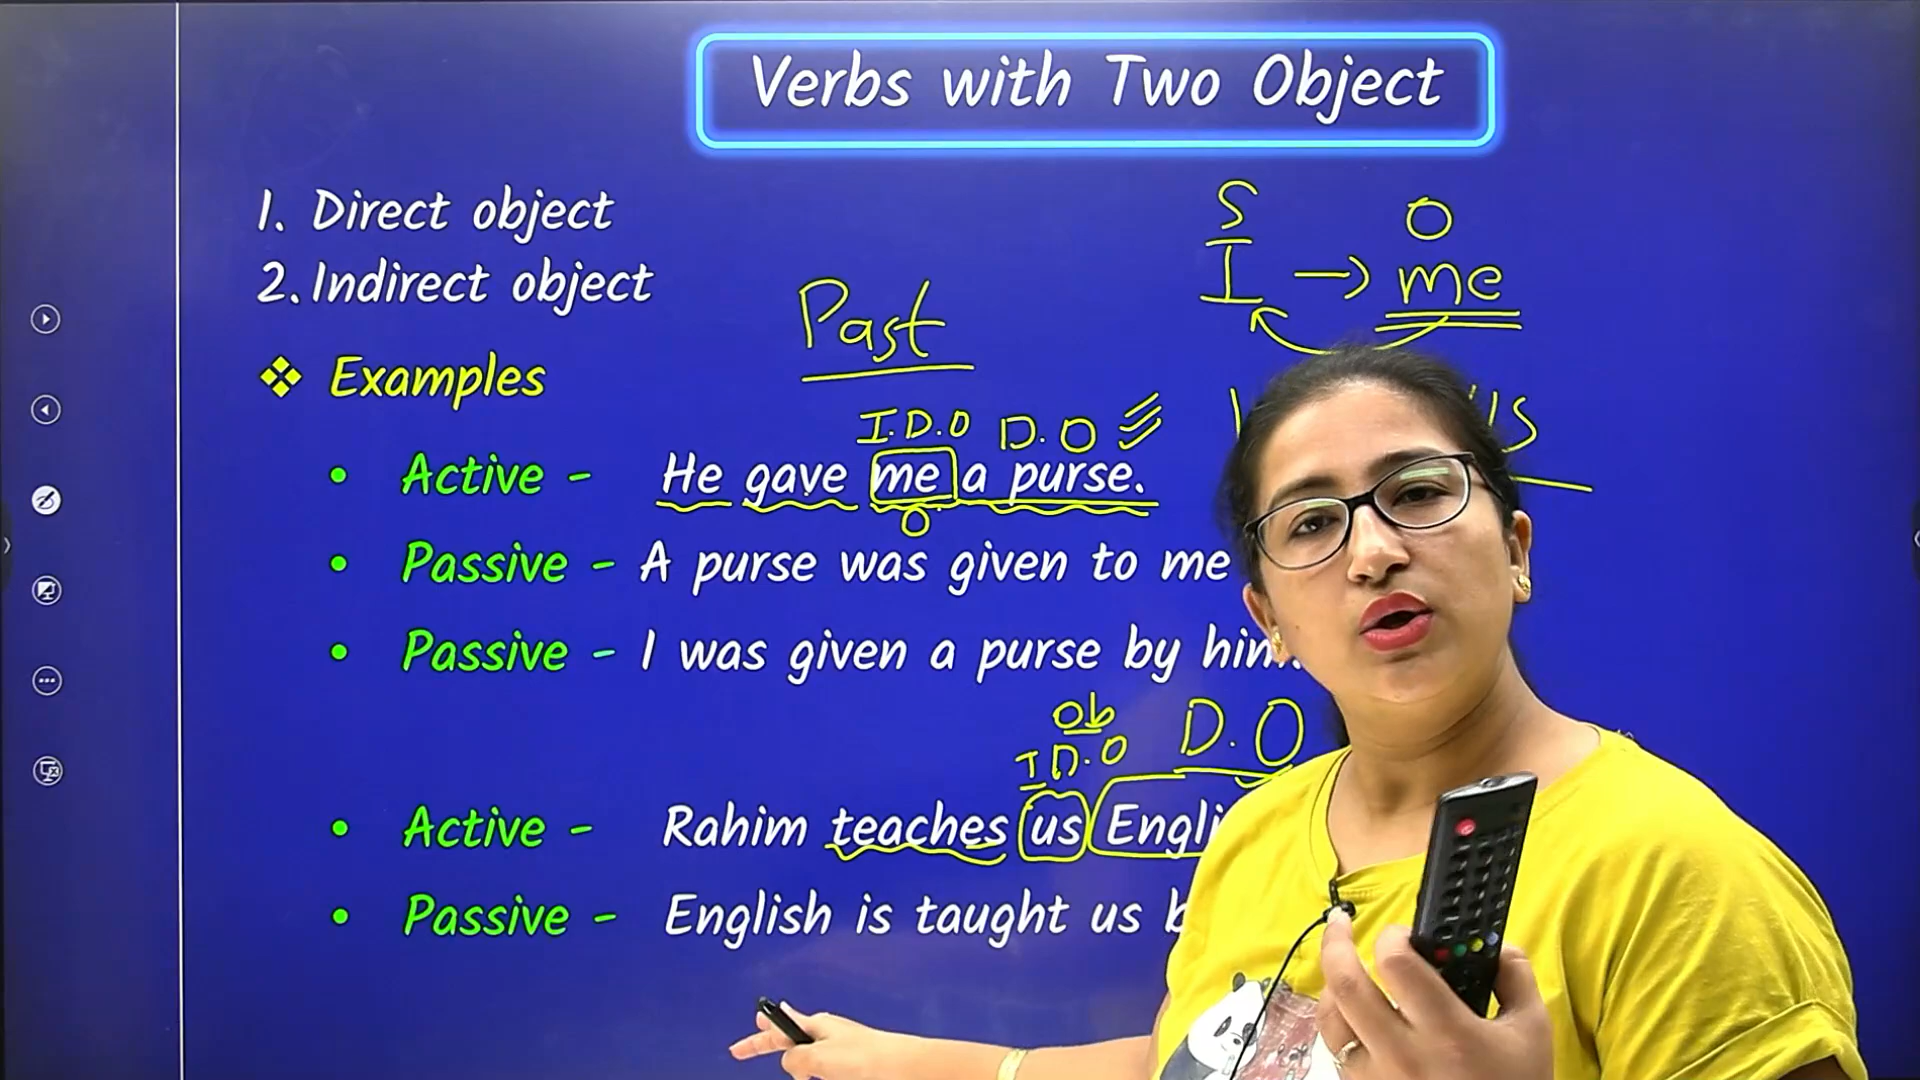 Verbs with Two Object
1. Direct object
2. Indirect object
S O
I → me
Past
❖ Examples
I.D.O D.O
us
• Active - He gave me a purse.
O
• Passive - A purse was given to me
• Passive - I was given a purse by him.
Ob
I D.O D.O
• Active - Rahim teaches us
• Passive - English is taught us